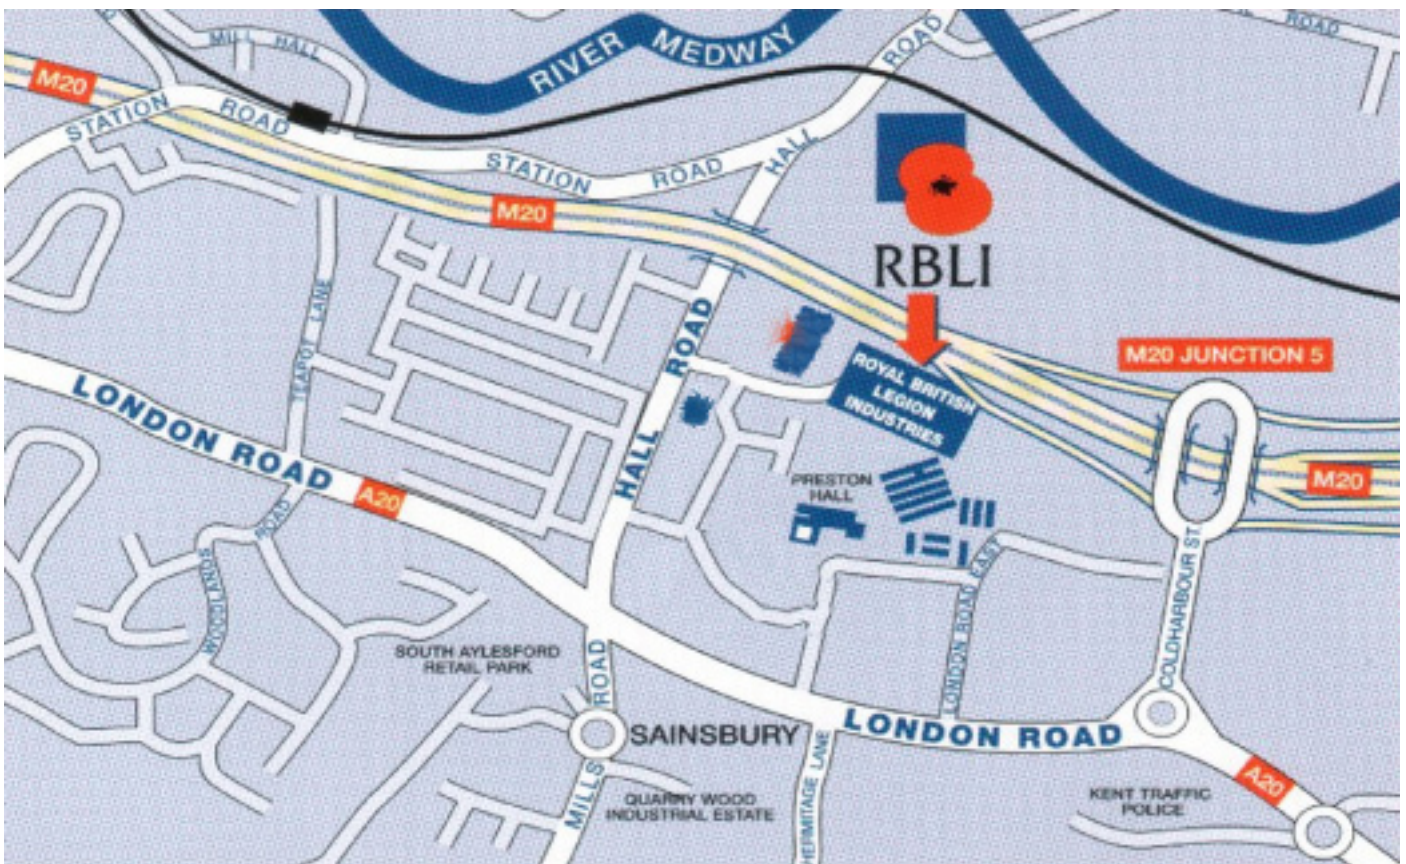 ROAD
MILL HALL
RIVER MEDWAY
ROAD
M20
STATION
ROAD
STATION
ROAD
HALL
M20
RBLI
TEAPOT LANE
HALL ROAD
M20 JUNCTION 5
ROYAL BRITISH
LEGION
INDUSTRIES
LONDON ROAD
A20
M20
PRESTON
HALL
ROAD
WOODLANDS
LONDON ROAD EAST
COLDHARBOUR ST
SOUTH AYLESFORD
RETAIL PARK
ROAD
SAINSBURY
LONDON ROAD
A20
MILLS
QUARRY WOOD
INDUSTRIAL ESTATE
HERMITAGE LANE
KENT TRAFFIC
POLICE